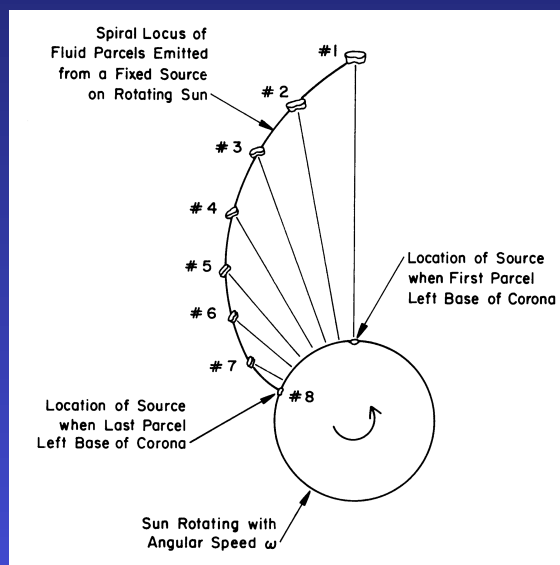 Spiral Locus of
Fluid Parcels Emitted
from a Fixed Source
on Rotating Sun
#1
#2
#3
#4
#5
#6
#7
#8
Location of Source
when First Parcel
Left Base of Corona
Location of Source
when Last Parcel
Left Base of Corona
Sun Rotating with
Angular Speed ω